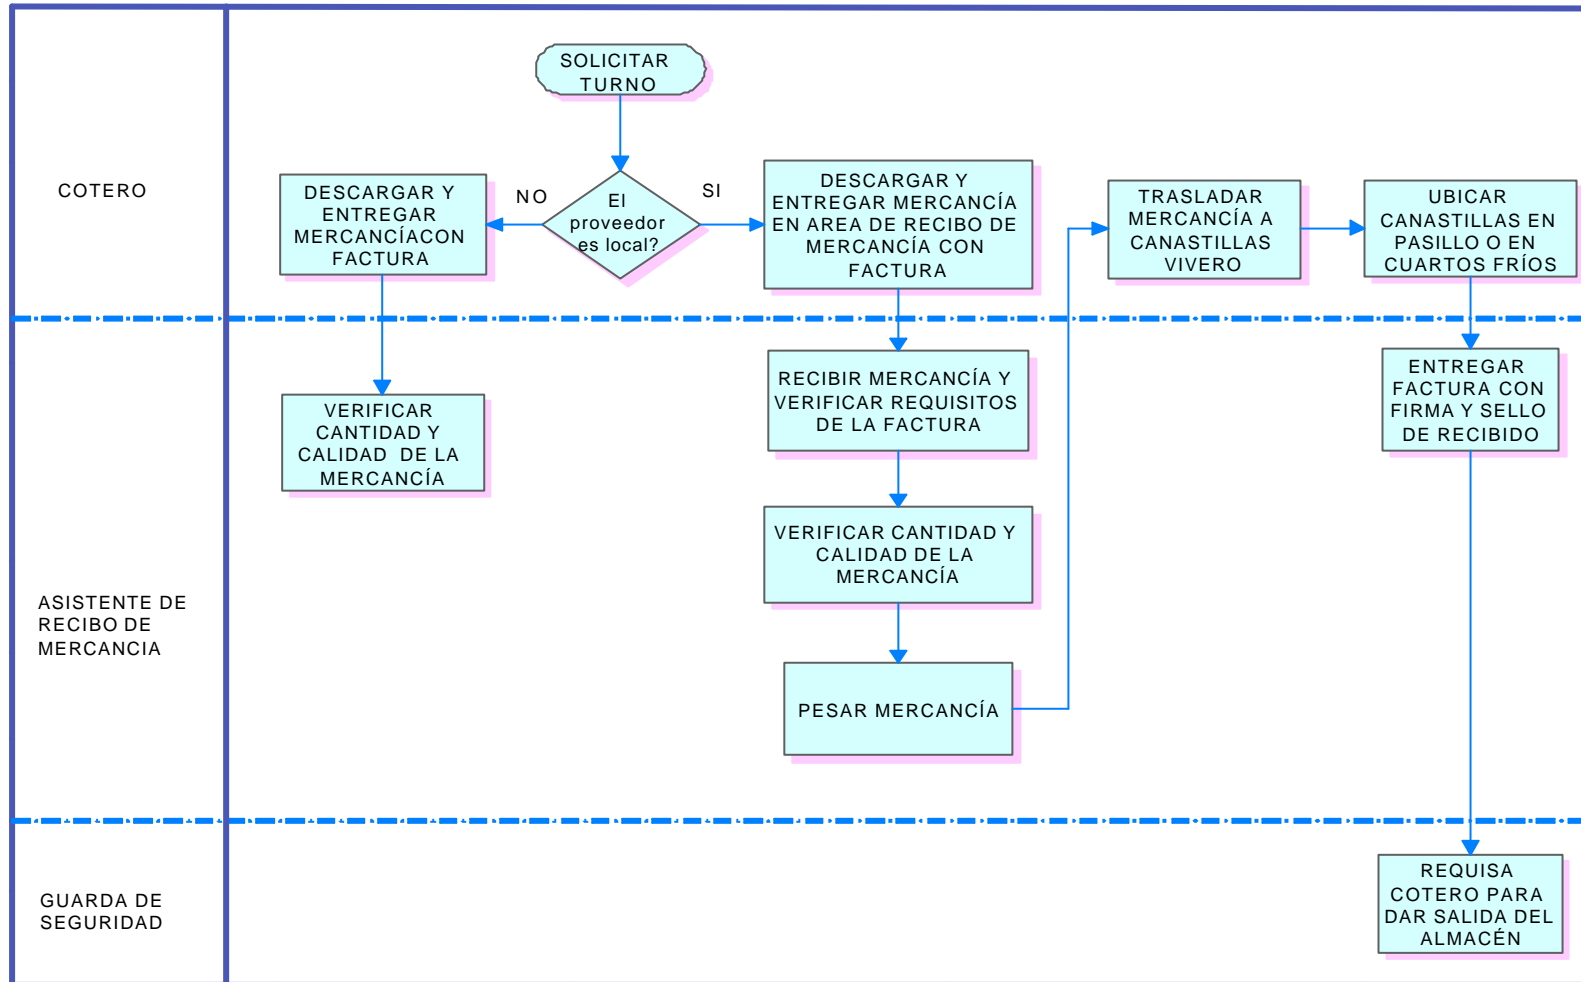 SOLICITAR
TURNO
COTERO
DESCARGAR Y
ENTREGAR
MERCANCÍACON
FACTURA
NO
El
proveedor
es local?
SI
DESCARGAR Y
ENTREGAR MERCANCÍA
EN AREA DE RECIBO DE
MERCANCÍA CON
FACTURA
TRASLADAR
MERCANCÍA A
CANASTILLAS
VIVERO
UBICAR
CANASTILLAS EN
PASILLO O EN
CUARTOS FRÍOS
ASISTENTE DE
RECIBO DE
MERCANCIA
VERIFICAR
CANTIDAD Y
CALIDAD DE LA
MERCANCÍA
RECIBIR MERCANCÍA Y
VERIFICAR REQUISITOS
DE LA FACTURA
VERIFICAR CANTIDAD Y
CALIDAD DE LA
MERCANCÍA
PESAR MERCANCÍA
ENTREGAR
FACTURA CON
FIRMA Y SELLO
DE RECIBIDO
GUARDA DE
SEGURIDAD
REQUISA
COTERO PARA
DAR SALIDA DEL
ALMACÉN